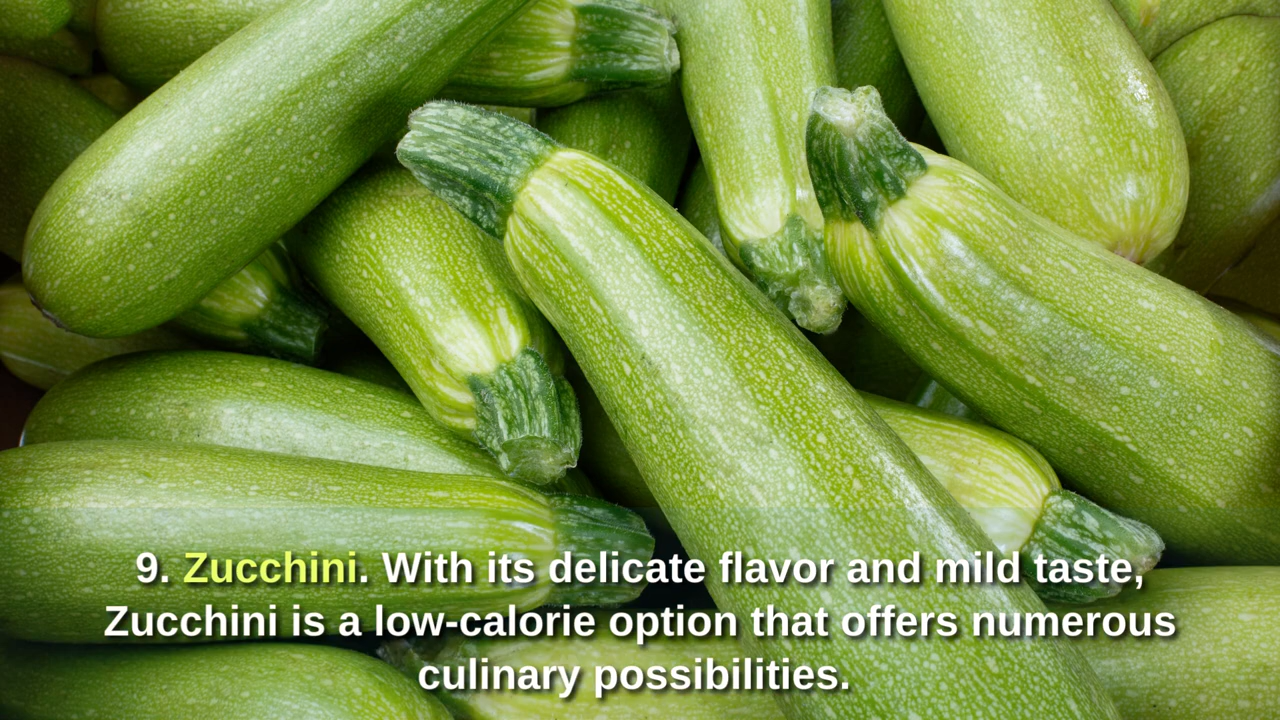 9. Zucchini. With its delicate flavor and mild taste,
Zucchini is a low-calorie option that offers numerous
culinary possibilities.